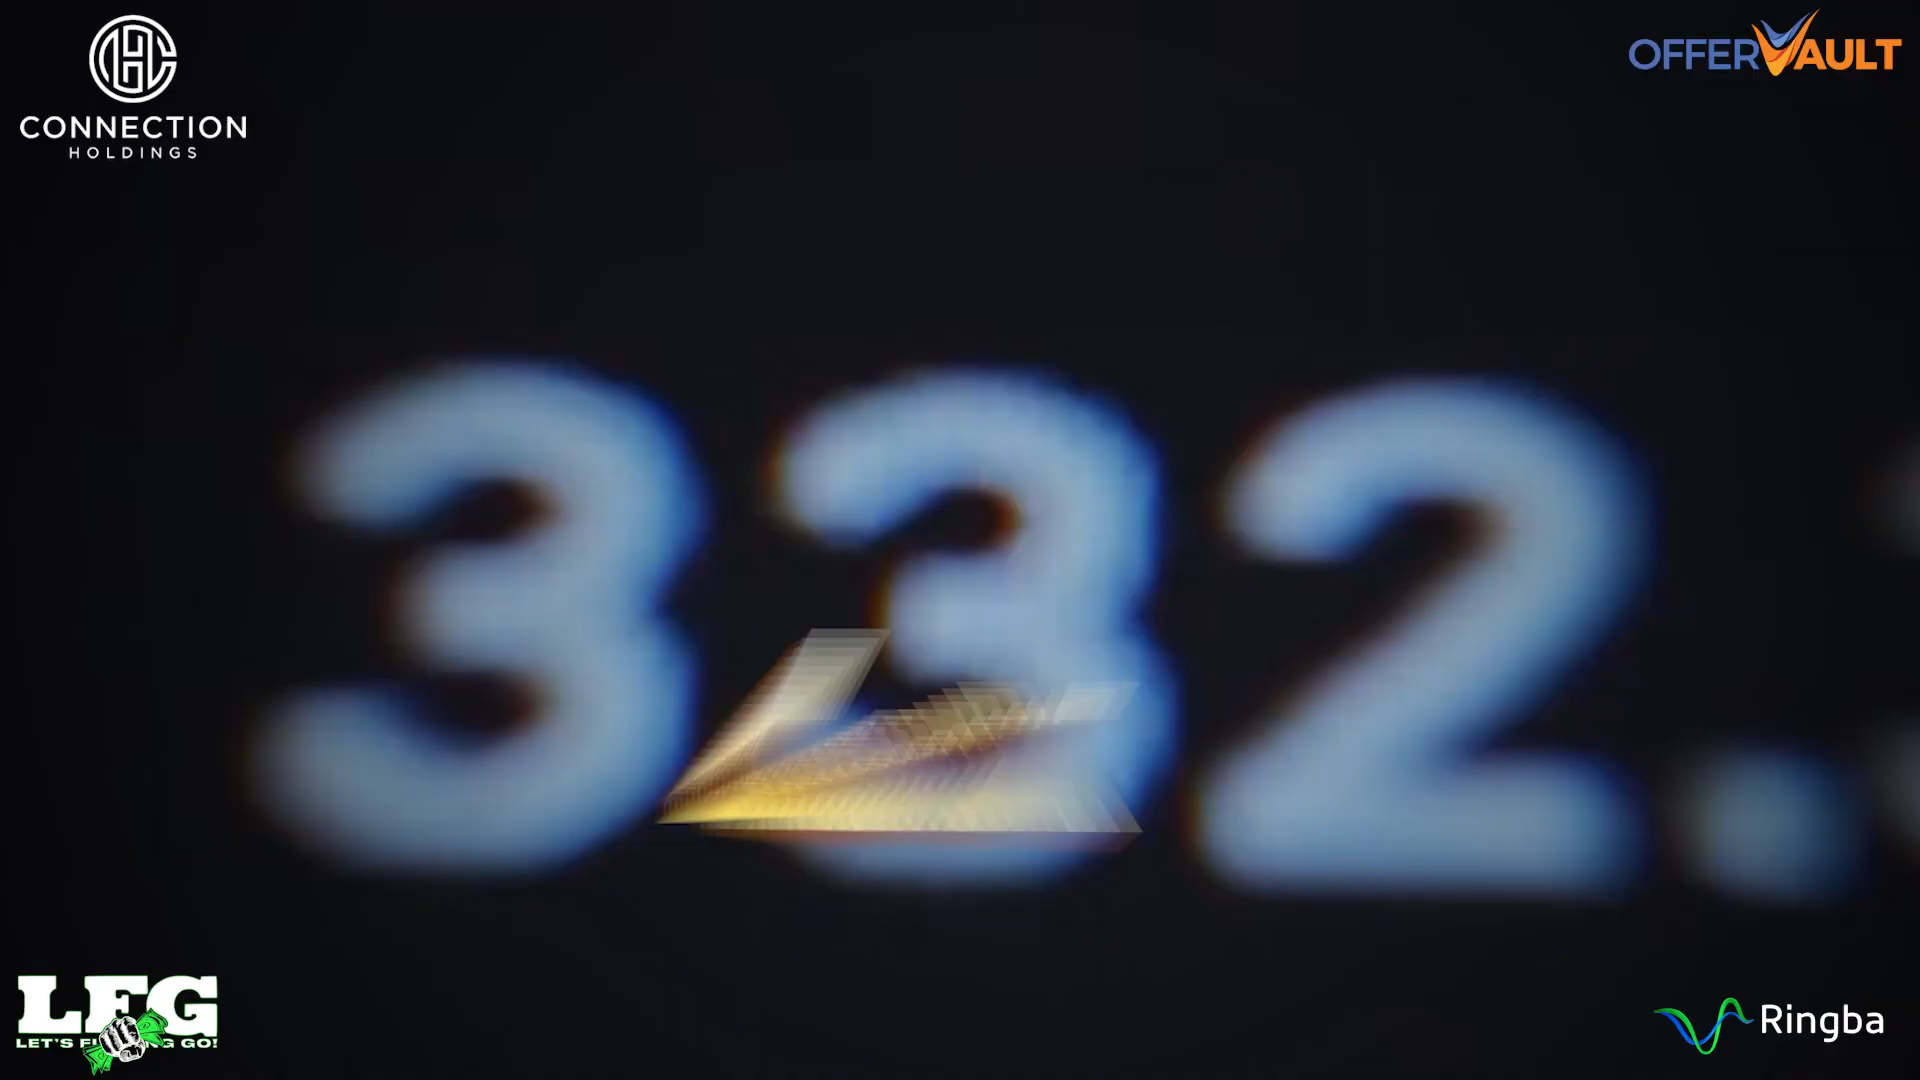 CONNECTION
HOLDINGS
OFFERVAULT
332.
LFG
Ringba